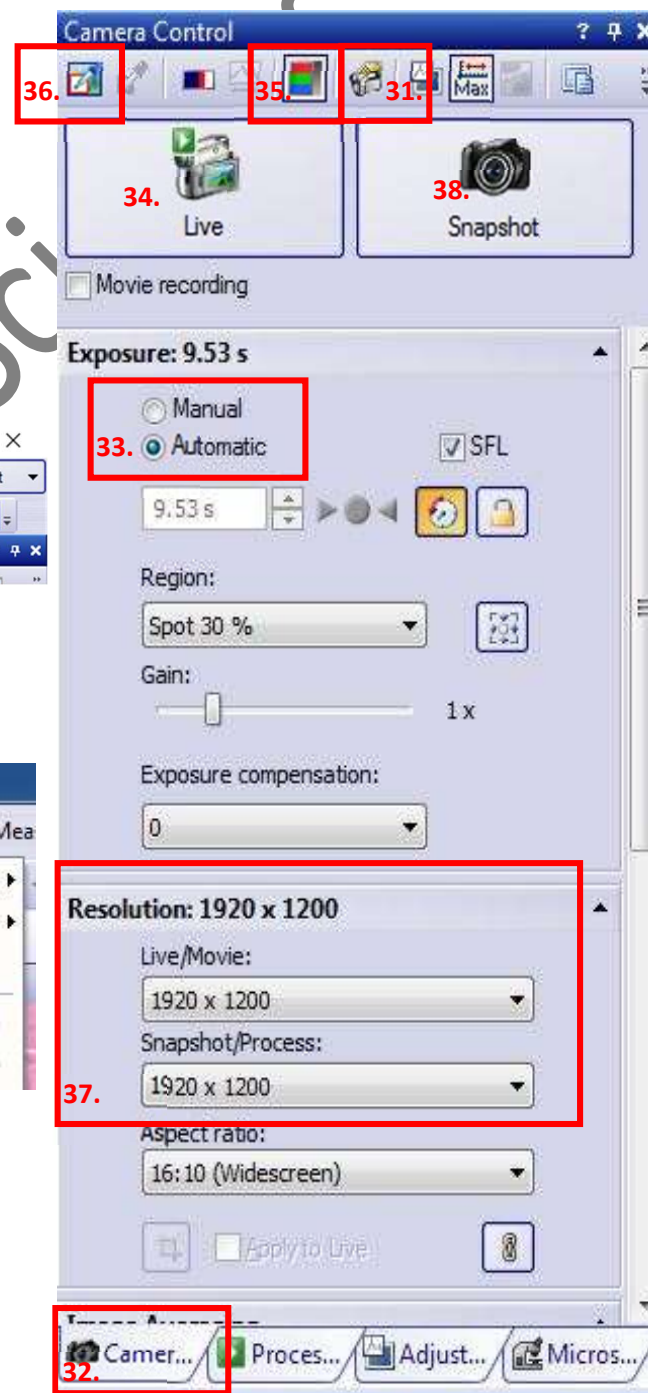 Camera Control
36.
35.
31.
Max
34.
Live
38.
Snapshot
Movie recording
Exposure: 9.53 s
Manual
33.
Automatic
SFL
9.53 s
Region:
Spot 30 %
Gain:
1 x
Exposure compensation:
0
Mea
Resolution: 1920 x 1200
Live/Movie:
1920 x 1200
Snapshot/Process:
1920 x 1200
37.
Aspect ratio:
16:10 (Widescreen)
Apply to Live
32.
Camer...
Proces...
Adjust...
Micros...